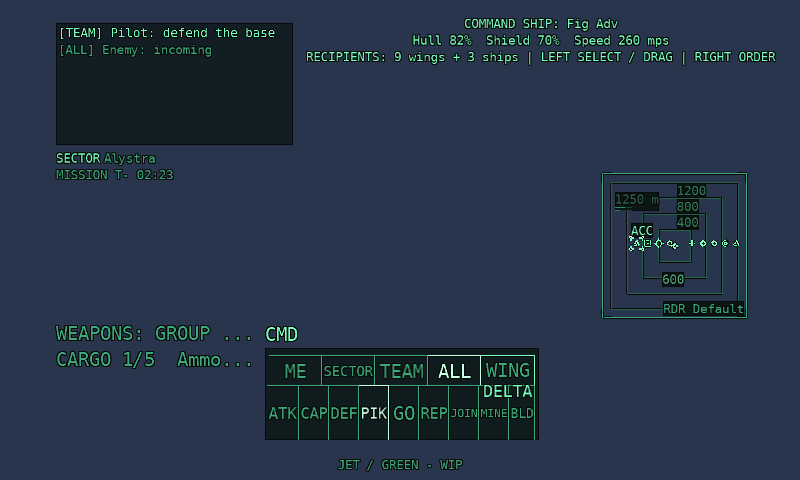 [TEAM] Pilot: defend the base
[ALL] Enemy: incoming
COMMAND SHIP: Fig Adv
Hull 82%  Shield 70%  Speed 260 mps
RECIPIENTS: 9 wings + 3 ships | LEFT SELECT / DRAG | RIGHT ORDER
SECTOR Alystra
MISSION T- 02:23
1200
1250 m
800
400
ACC
600
RDR Default
WEAPONS: GROUP ...
CARGO 1/5  Ammo...
CMD
ME SECTOR TEAM ALL WING
DELTA
ATK CAP DEF PIK GO REP JOIN MINE BLD
JET / GREEN - WIP